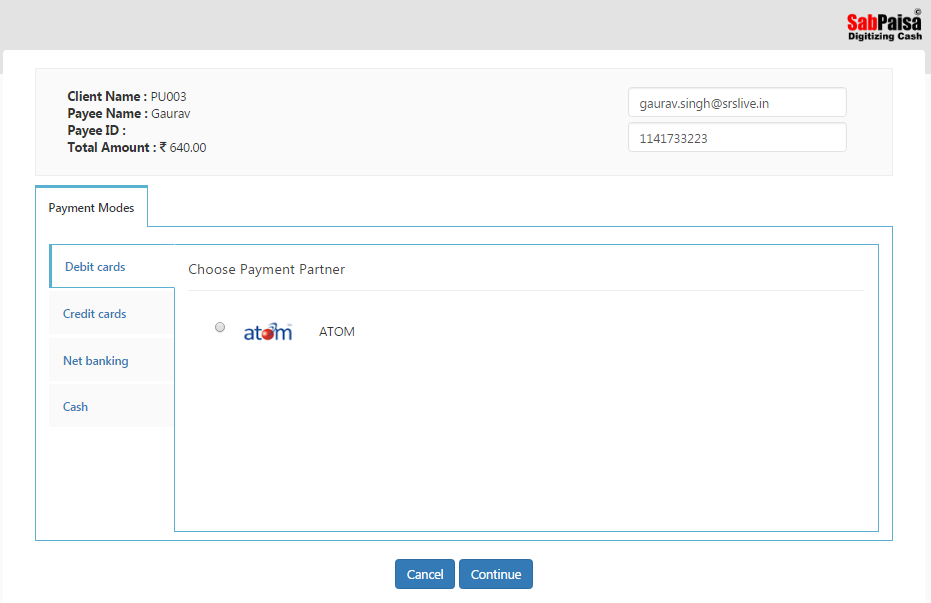 SabPaisa©
Digitizing Cash
Client Name : PU003
Payee Name : Gaurav
Payee ID :
Total Amount : ₹ 640.00
gaurav.singh@srslive.in
1141733223
Payment Modes
Debit cards
Credit cards
Net banking
Cash
Choose Payment Partner
atom ATOM
Cancel Continue